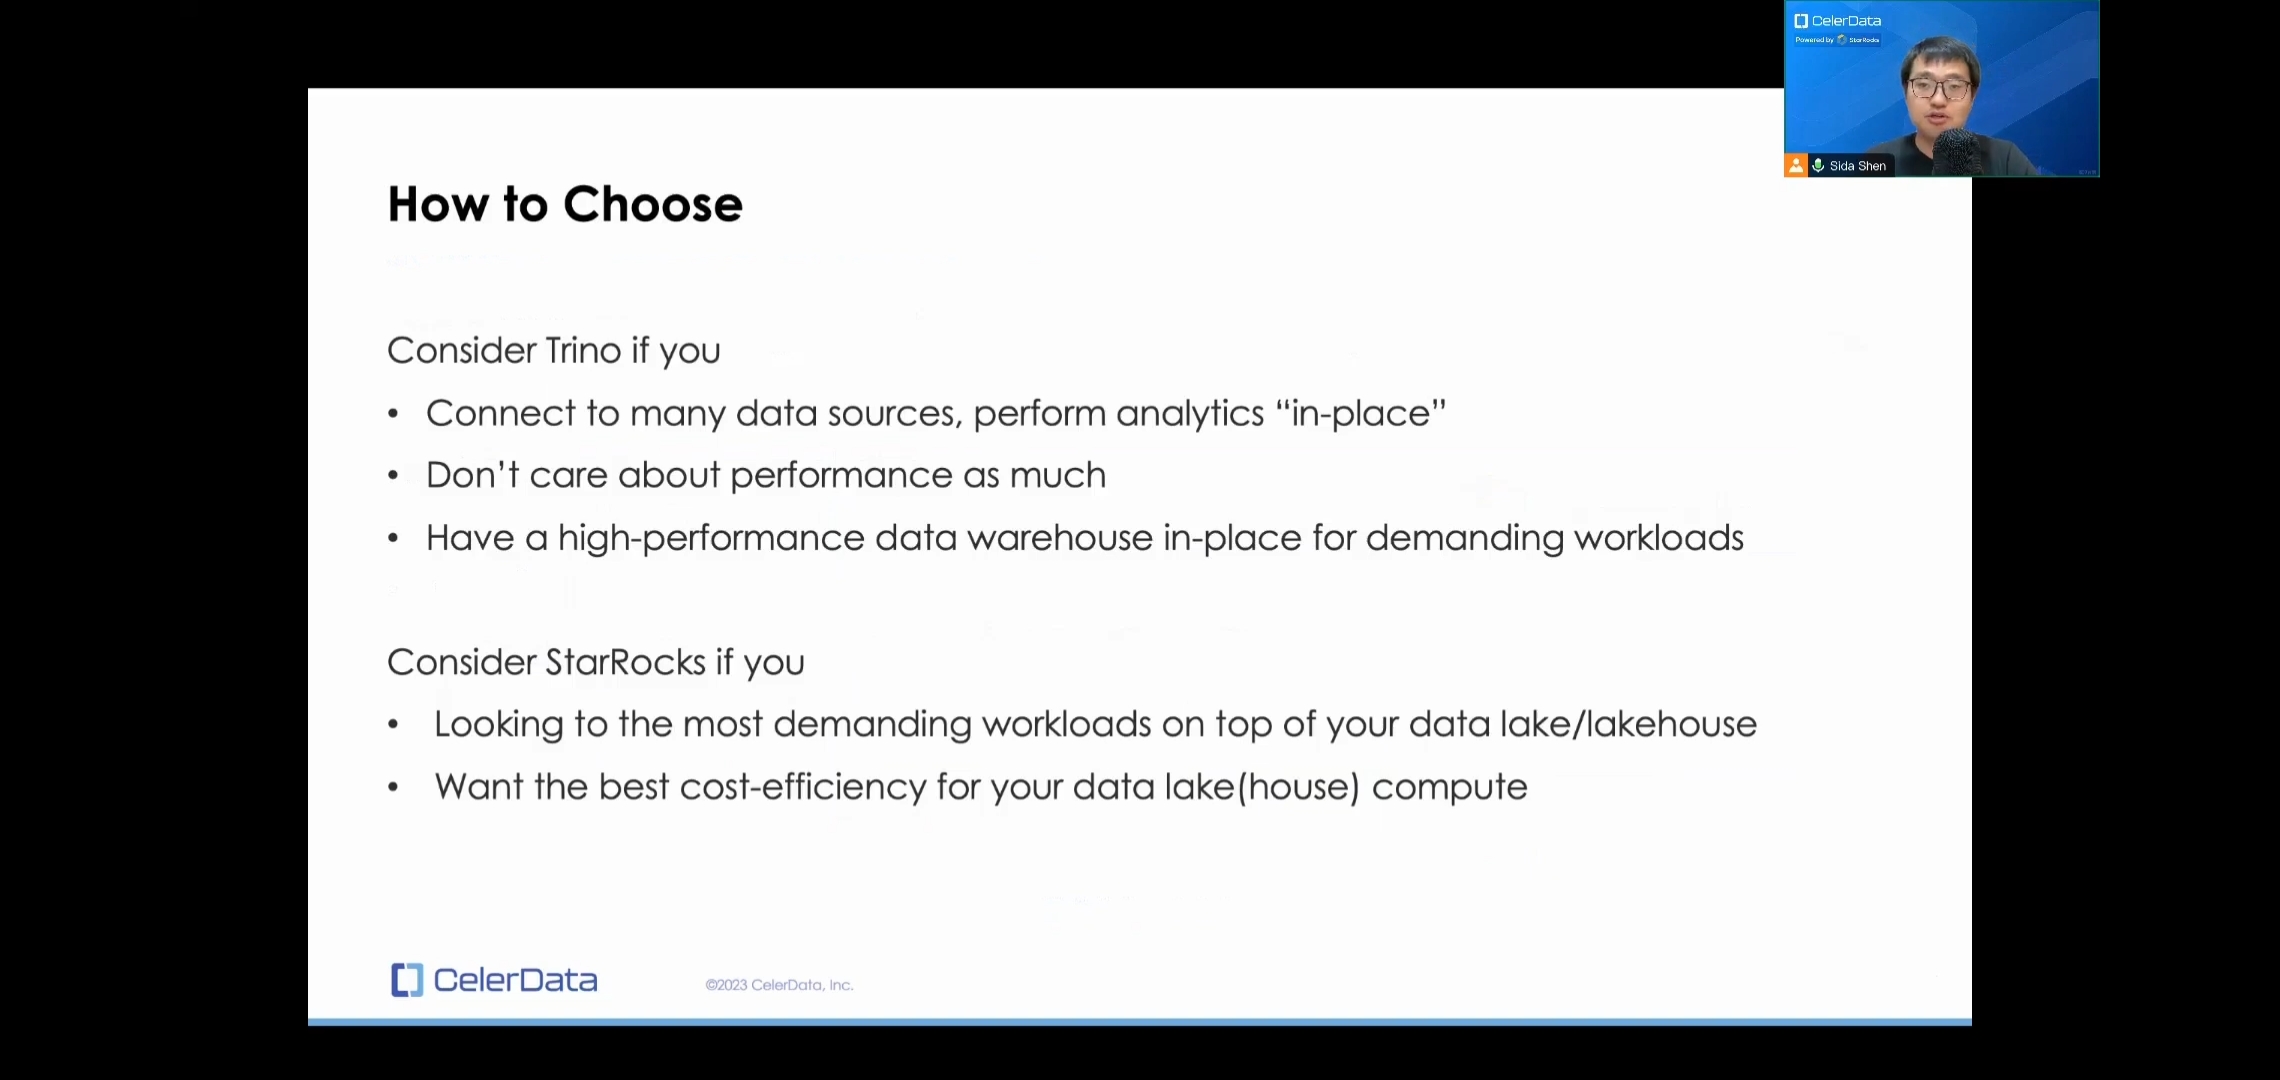 CelerData
Powered by StarRocks
Sida Shen
How to Choose
Consider Trino if you
• Connect to many data sources, perform analytics “in-place”
• Don’t care about performance as much
• Have a high-performance data warehouse in-place for demanding workloads
Consider StarRocks if you
• Looking to the most demanding workloads on top of your data lake/lakehouse
• Want the best cost-efficiency for your data lake(house) compute
CelerData
©2023 CelerData, Inc.